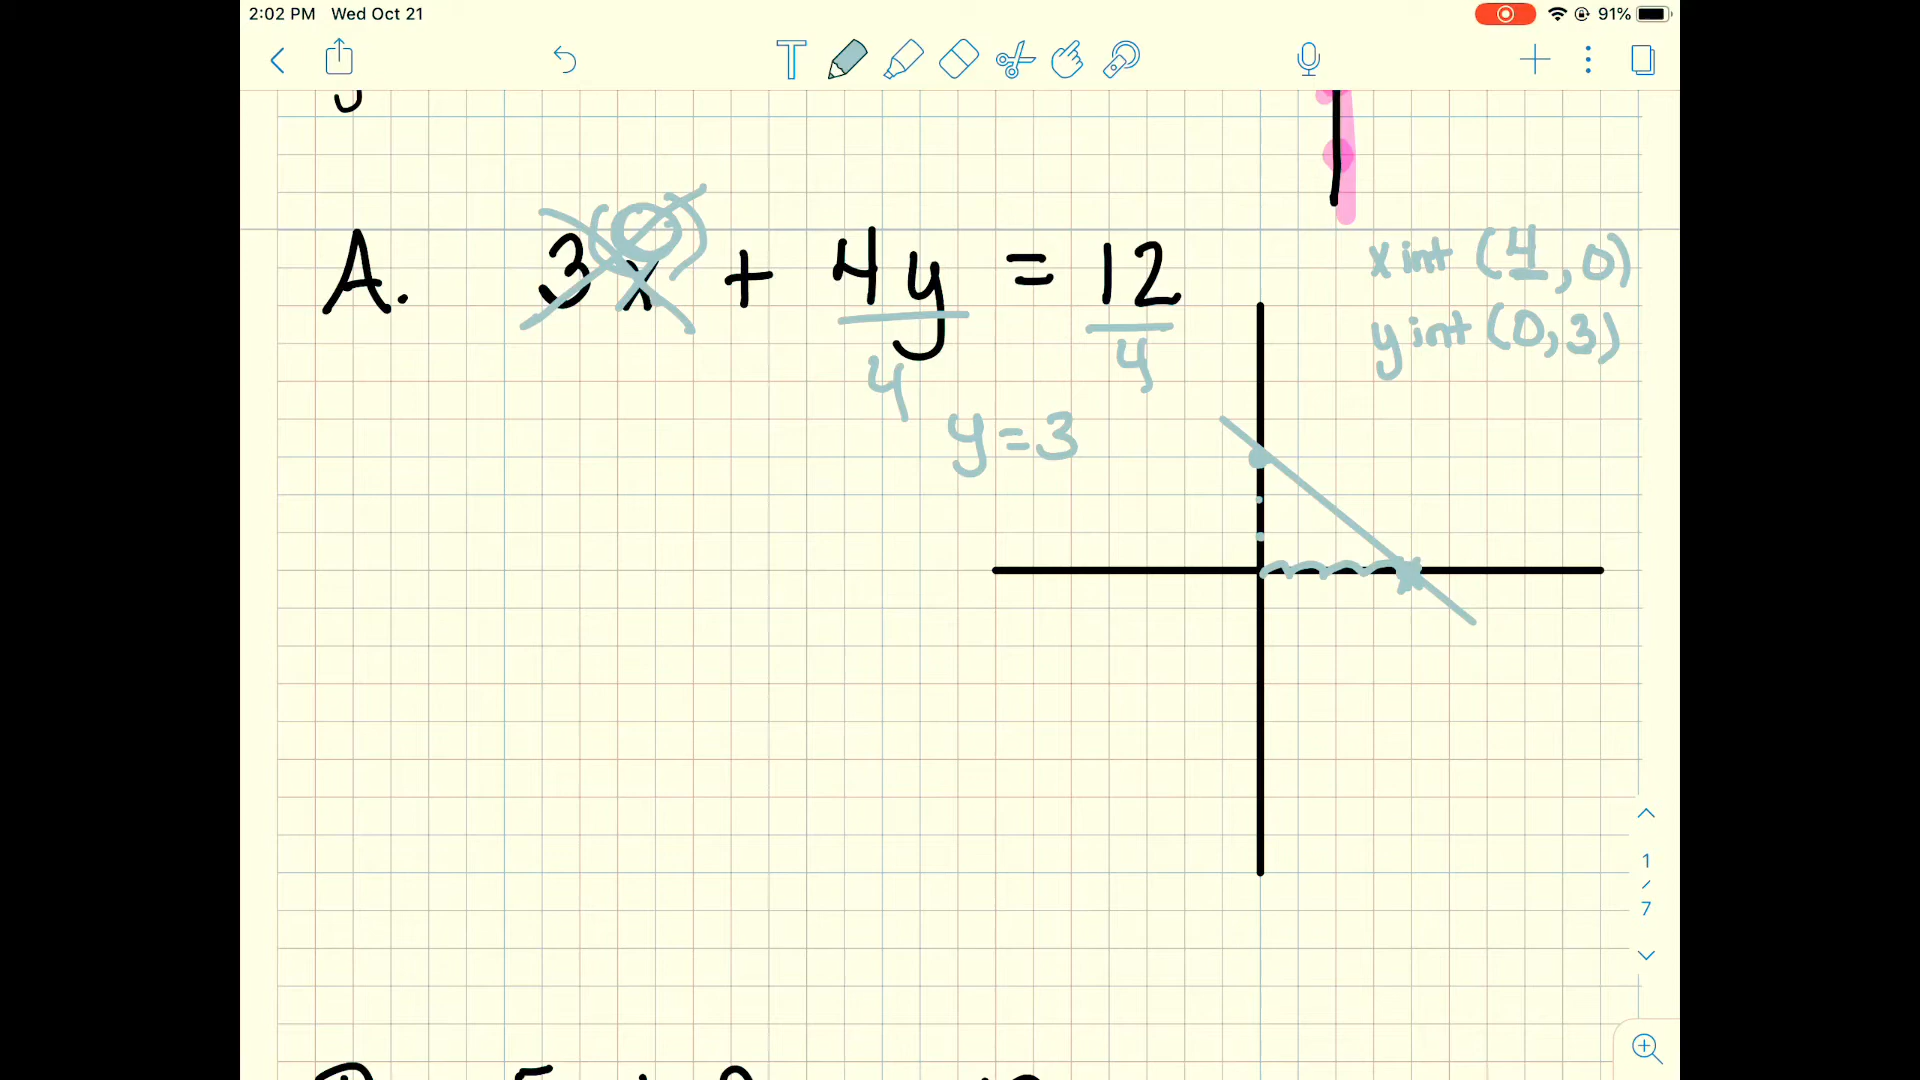 2:02 PM Wed Oct 21
91%
T
y
A. 3x(0) + 4y = 12
4 4
y=3
x int (4,0)
y int (0,3)
1
/
7